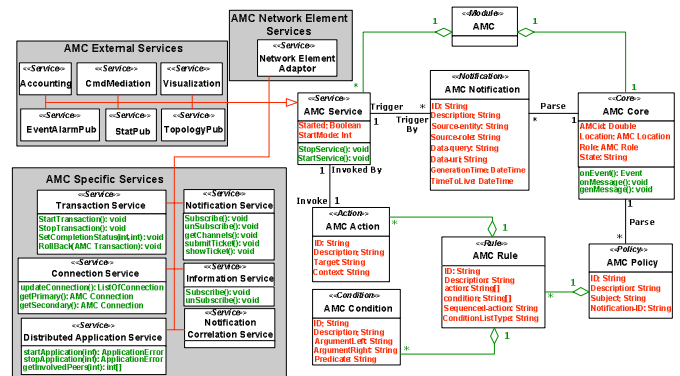 AMC External Services
«Service»
Accounting
«Service»
CmdMediation
«Service»
Visualization
«Service»
EventAlarmPub
«Service»
StatPub
«Service»
TopologyPub
AMC Network Element
Services
«Service»
Network Element
Adaptor
«Module»
AMC
1
1
*
1
«Service»
AMC Service
Started: Boolean
StartMode: Int
StopService(): void
StartService(): void
Trigger
1
*
Trigger
By
«Notification»
AMC Notification
ID: String
Description: String
Source-entity: String
Source-role: String
Data-query: String
Data-uri: String
GenerationTime: DateTime
TimeToLive: DateTime
Parse
*
1
«Core»
AMC Core
AMCid: Double
Location: AMC Location
Role: AMC Role
State: String
onEvent(): Event
onMessage(): void
genMessage(): void
1
Parse
*
1
Invoked By
Invoke
1
«Action»
AMC Action
ID: String
Description: String
Target: String
Context: String
*
1
«Rule»
AMC Rule
ID: String
Description: String
action: String[]
condition: String[]
Sequenced-action: String
ConditionListType: String
*
1
«Policy»
AMC Policy
ID: String
Description: String
Subject: String
Notification-ID: String
«Condition»
AMC Condition
ID: String
Description: String
ArgumentLeft: String
ArgumentRight: String
Predicate: String
*
1
AMC Specific Services
«Service»
Transaction Service
StartTransaction(): void
StopTransaction(): void
SetCompletionStatus(int,int): void
RollBack(AMC Transaction): void
«Service»
Notification Service
Subscribe(): void
unSubscribe(): void
getChannels(): void
submitTicket(): void
showTicket(): void
«Service»
Connection Service
updateConnection(): ListOfConnection
getPrimary(): AMC Connection
getSecondary(): AMC Connection
«Service»
Information Service
Subscribe(): void
unSubscribe(): void
«Service»
Notification
Correlation Service
«Service»
Distributed Application Service
startApplication(int): ApplicationError
stopApplication(int): ApplicationError
getInvolvedPeers(int): int[]